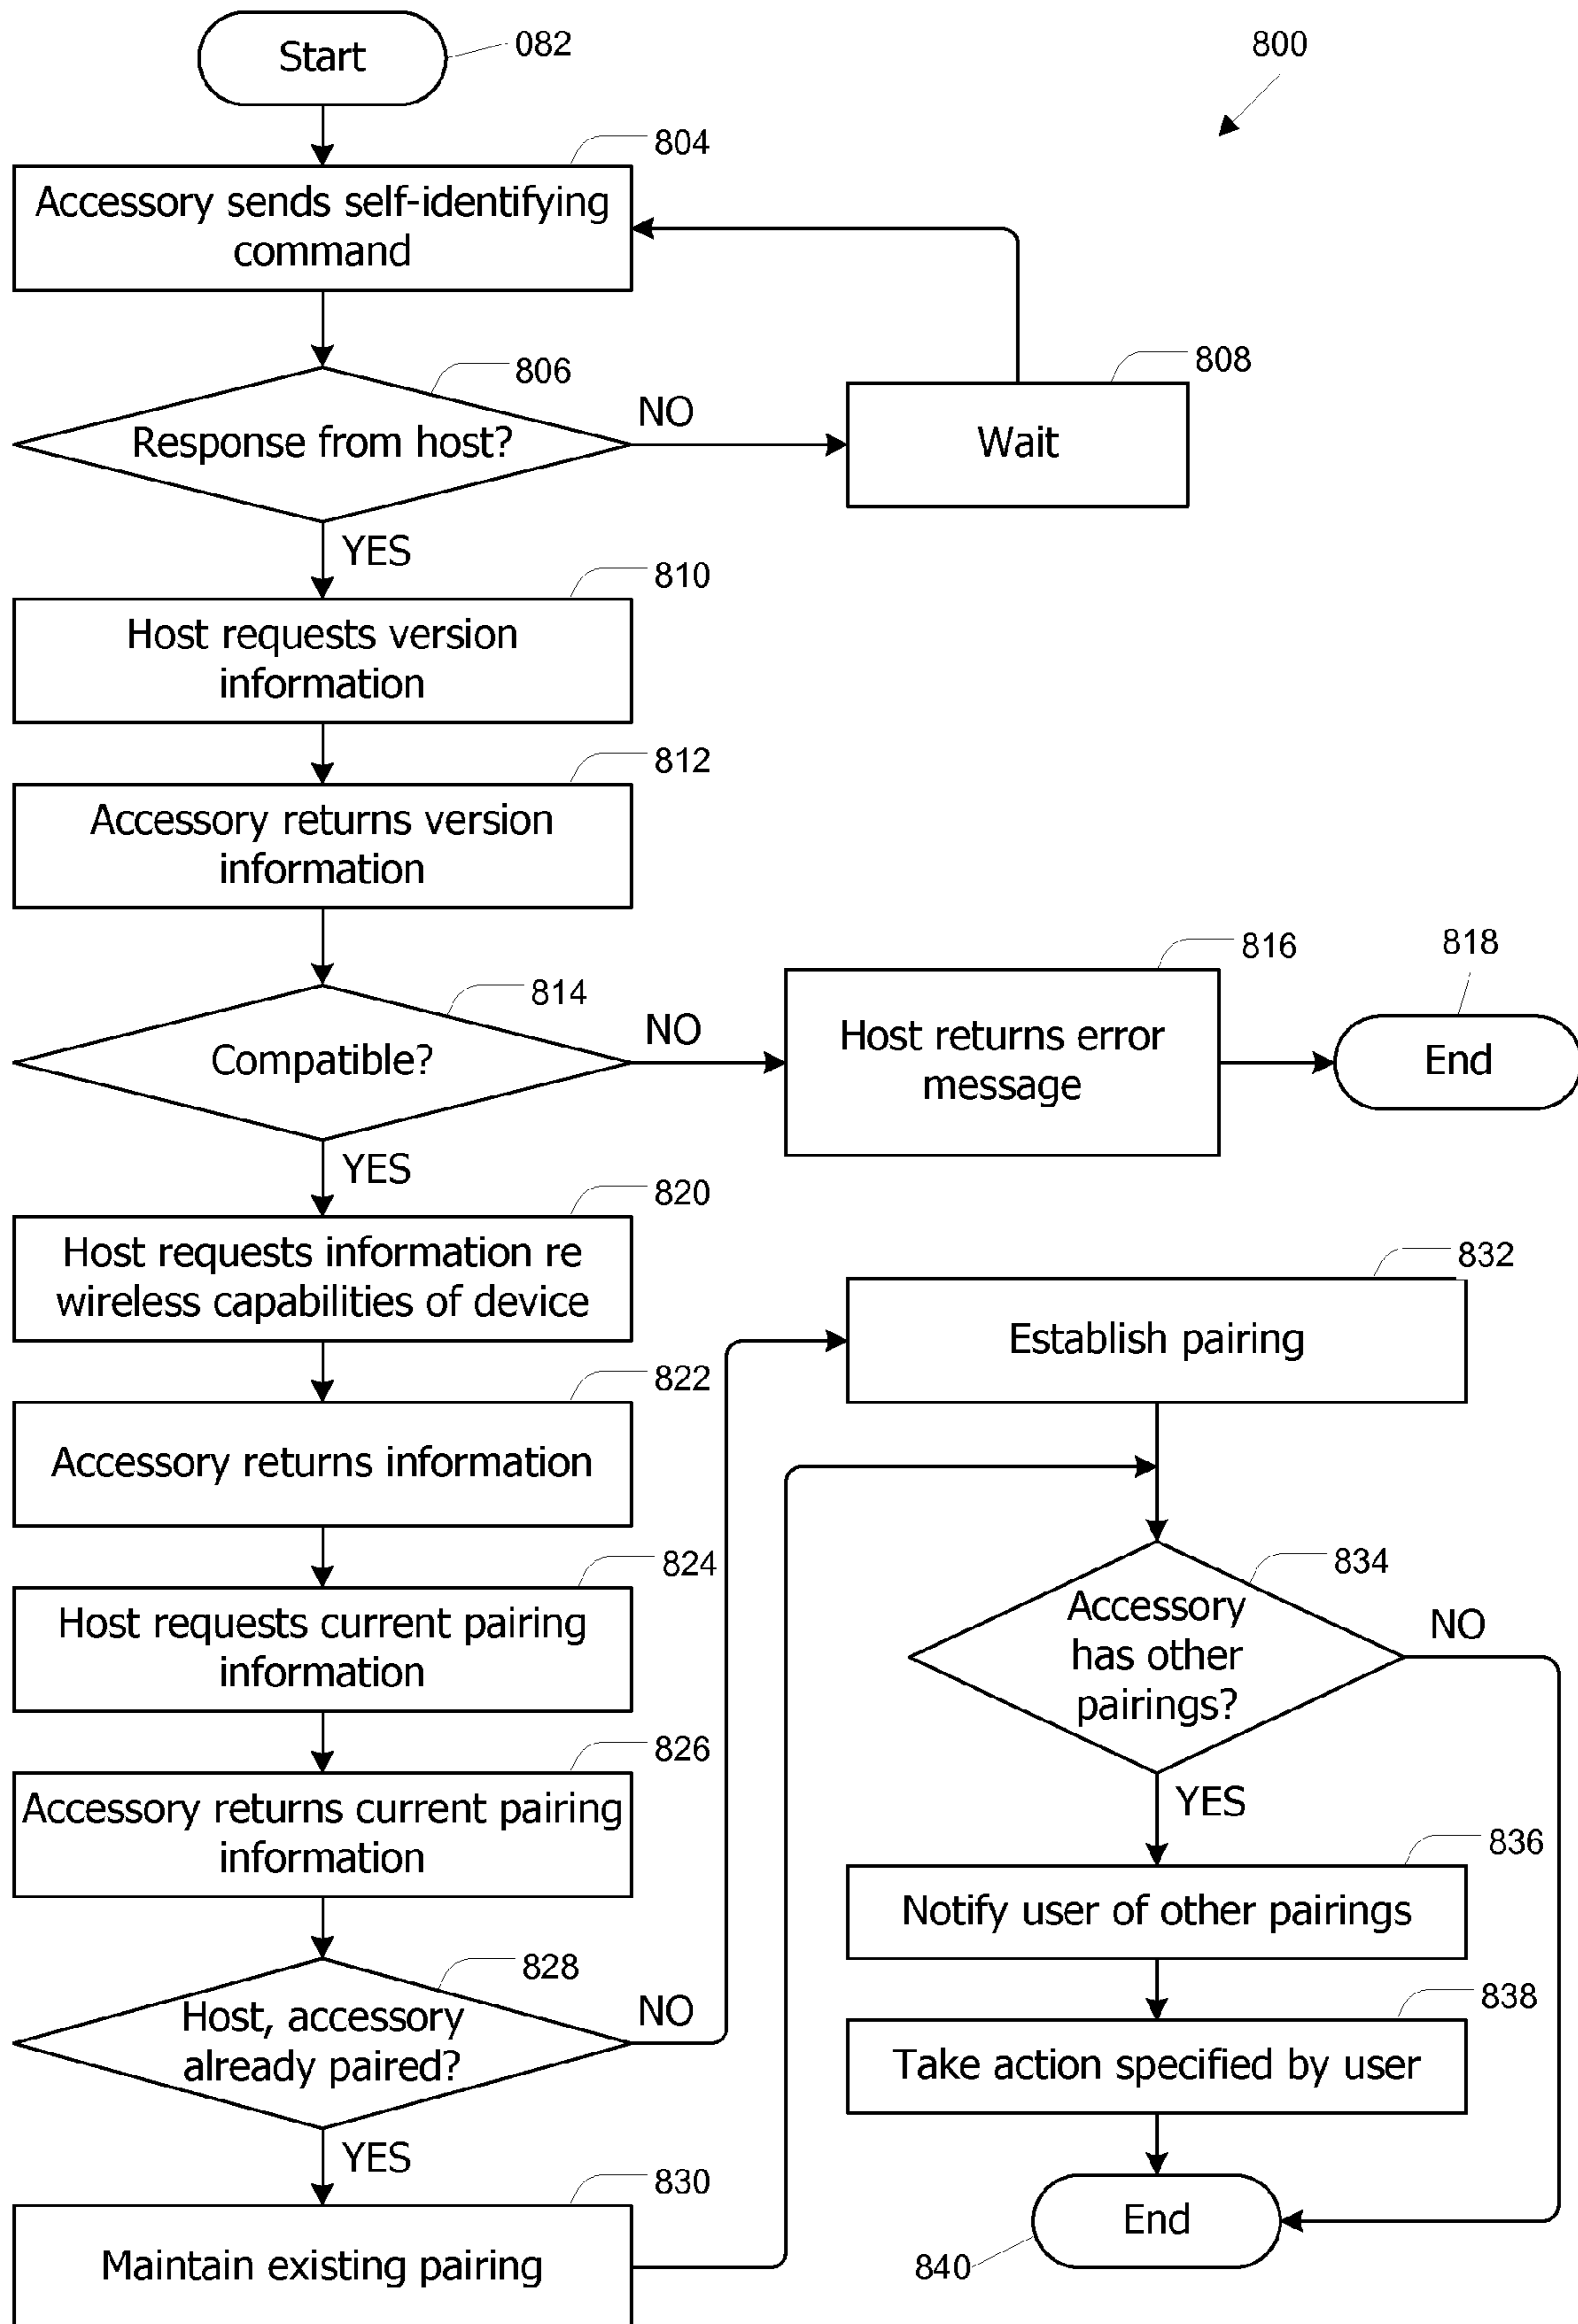 Start
082
800
804
Accessory sends self-identifying
command
806
Response from host?
NO
808
Wait
YES
810
Host requests version
information
812
Accessory returns version
information
814
Compatible?
NO
816
Host returns error
message
818
End
YES
820
Host requests information re
wireless capabilities of device
822
Accessory returns information
824
Host requests current pairing
information
826
Accessory returns current pairing
information
828
Host, accessory
already paired?
NO
YES
830
Maintain existing pairing
832
Establish pairing
834
Accessory
has other
pairings?
NO
YES
836
Notify user of other pairings
838
Take action specified by user
End
840